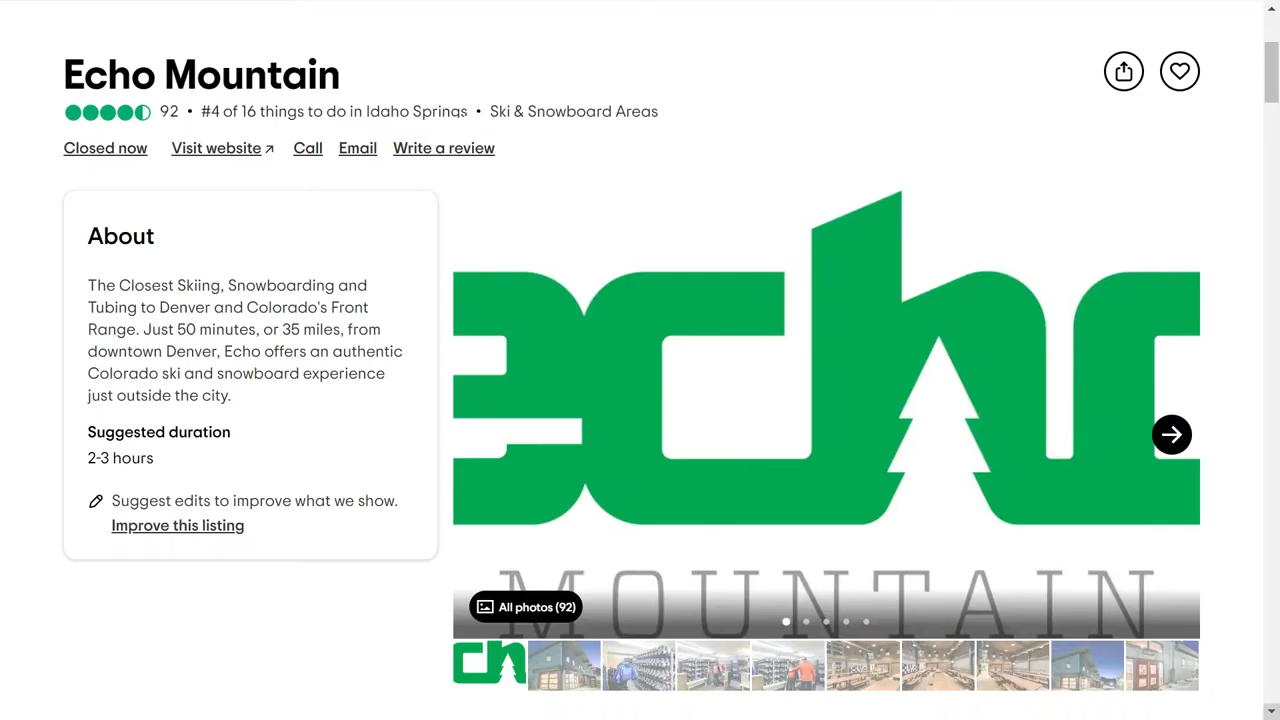 Echo Mountain
92 • #4 of 16 things to do in Idaho Springs • Ski & Snowboard Areas
Closed now Visit website Call Email Write a review
About
The Closest Skiing, Snowboarding and
Tubing to Denver and Colorado's Front
Range. Just 50 minutes, or 35 miles, from
downtown Denver, Echo offers an authentic
Colorado ski and snowboard experience
just outside the city.
Suggested duration
2-3 hours
Suggest edits to improve what we show.
Improve this listing
echo
MOUNTAIN
All photos (92)
ch